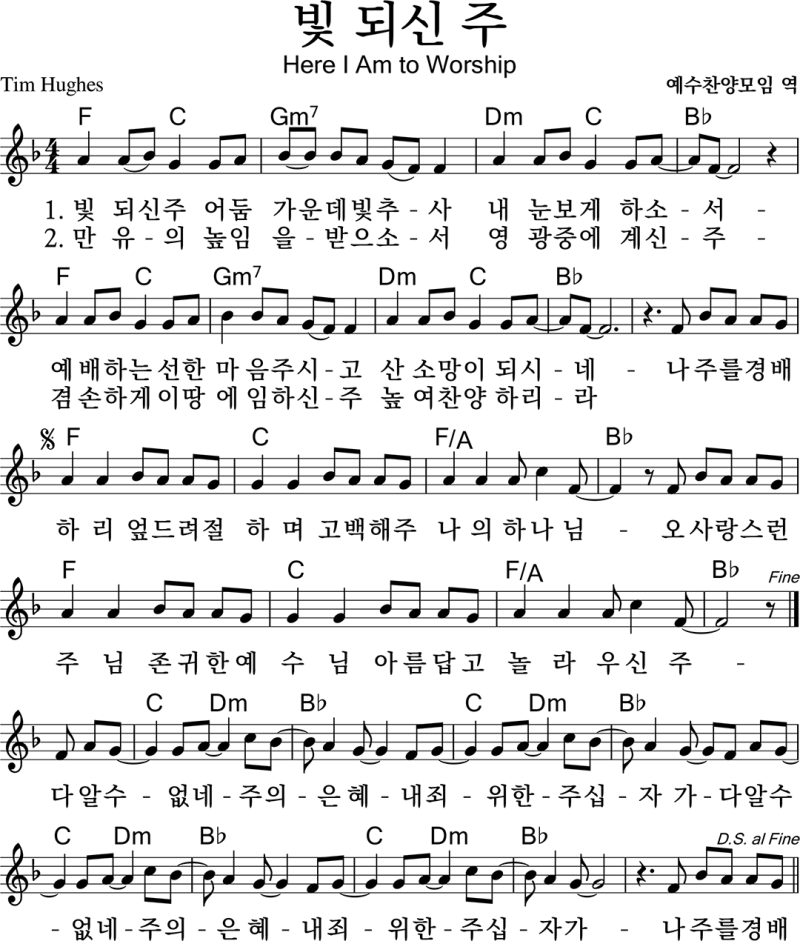 빛 되신 주
Here I Am to Worship
Tim Hughes 예수찬양모임 역
F C Gm7 Dm C B♭
1. 빛 되신주 어둠 가운데빛추 - 사 내 눈보게 하소 - 서 -
2. 만 유 - 의 높임 을 - 받으소 - 서 영 광중에 계신 - 주 -
F C Gm7 Dm C B♭
예 배하는 선한 마 음주시 - 고 산 소망이 되시 - 네 - 나 주를경배
겸 손하게 이땅 에 임하신 - 주 높 여찬양 하리 - 라
F C F/A B♭
하 리 엎드려절 하 며 고백해주 나 의 하나 님 - 오 사랑스런
F C F/A B♭ Fine
주 님 존귀한예 수 님 아름답고 놀 라 우신 주 -
C Dm B♭ C Dm B♭
다 알수 - 없네 - 주의 - 은 혜 - 내죄 - 위한 - 주십 - 자 가 - 다알수
C Dm B♭ C Dm B♭ D.S. al Fine
- 없네 - 주의 - 은 혜 - 내죄 - 위한 - 주십 - 자가 - 나 주를경배